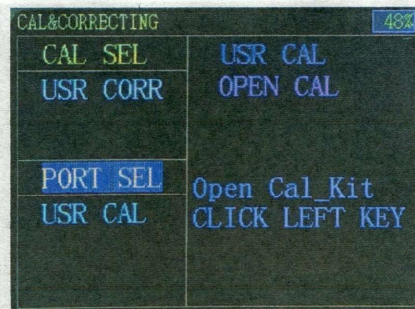 CAL&CORRECTING 48%
CAL SEL
USR CORR
PORT SEL
USR CAL
USR CAL
OPEN CAL
Open Cal_Kit
CLICK LEFT KEY